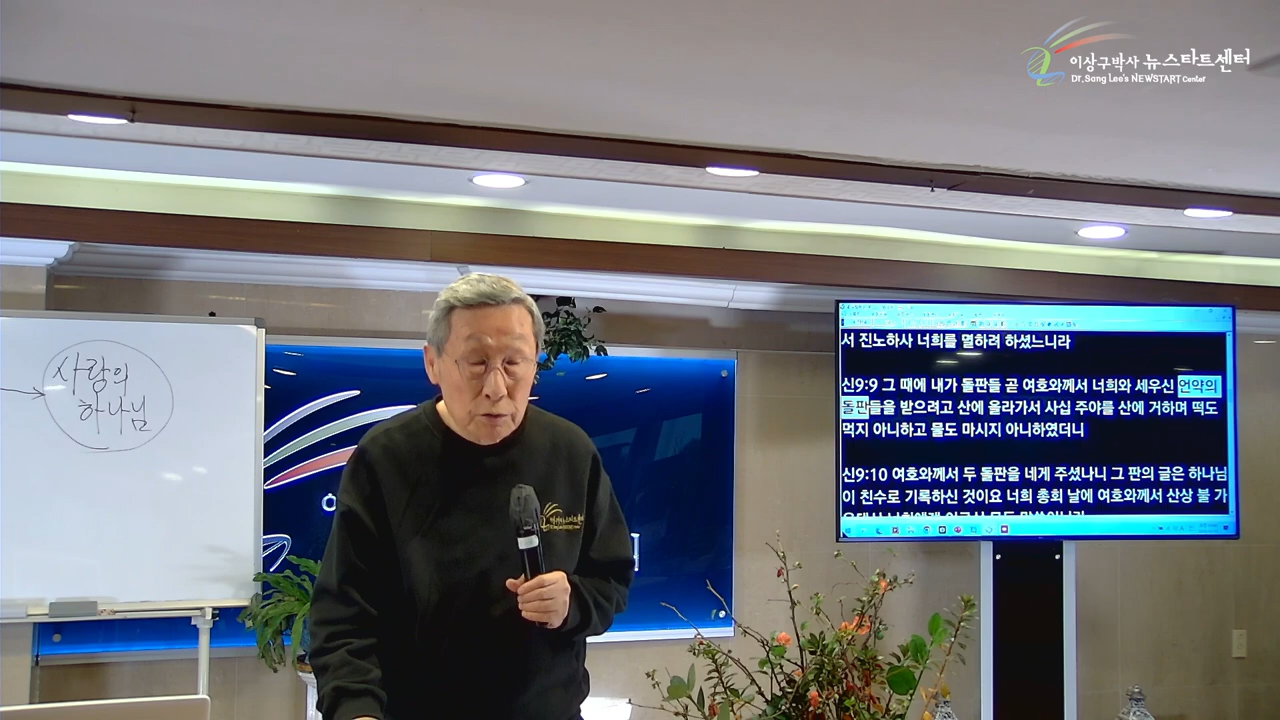 이상구박사 뉴스타트센터
Dr. Sang Lee's NEWSTART Center
사랑의
하나님
서 진노하사 너희를 멸하려 하셨느니라
신9:9 그 때에 내가 돌판들 곧 여호와께서 너희와 세우신 언약의
돌판들을 받으려고 산에 올라가서 사십 주야를 산에 거하며 떡도
먹지 아니하고 물도 마시지 아니하였더니
신9:10 여호와께서 두 돌판을 네게 주셨나니 그 판의 글은 하나님
이 친수로 기록하신 것이요 너희 총회 날에 여호와께서 산상 불 가